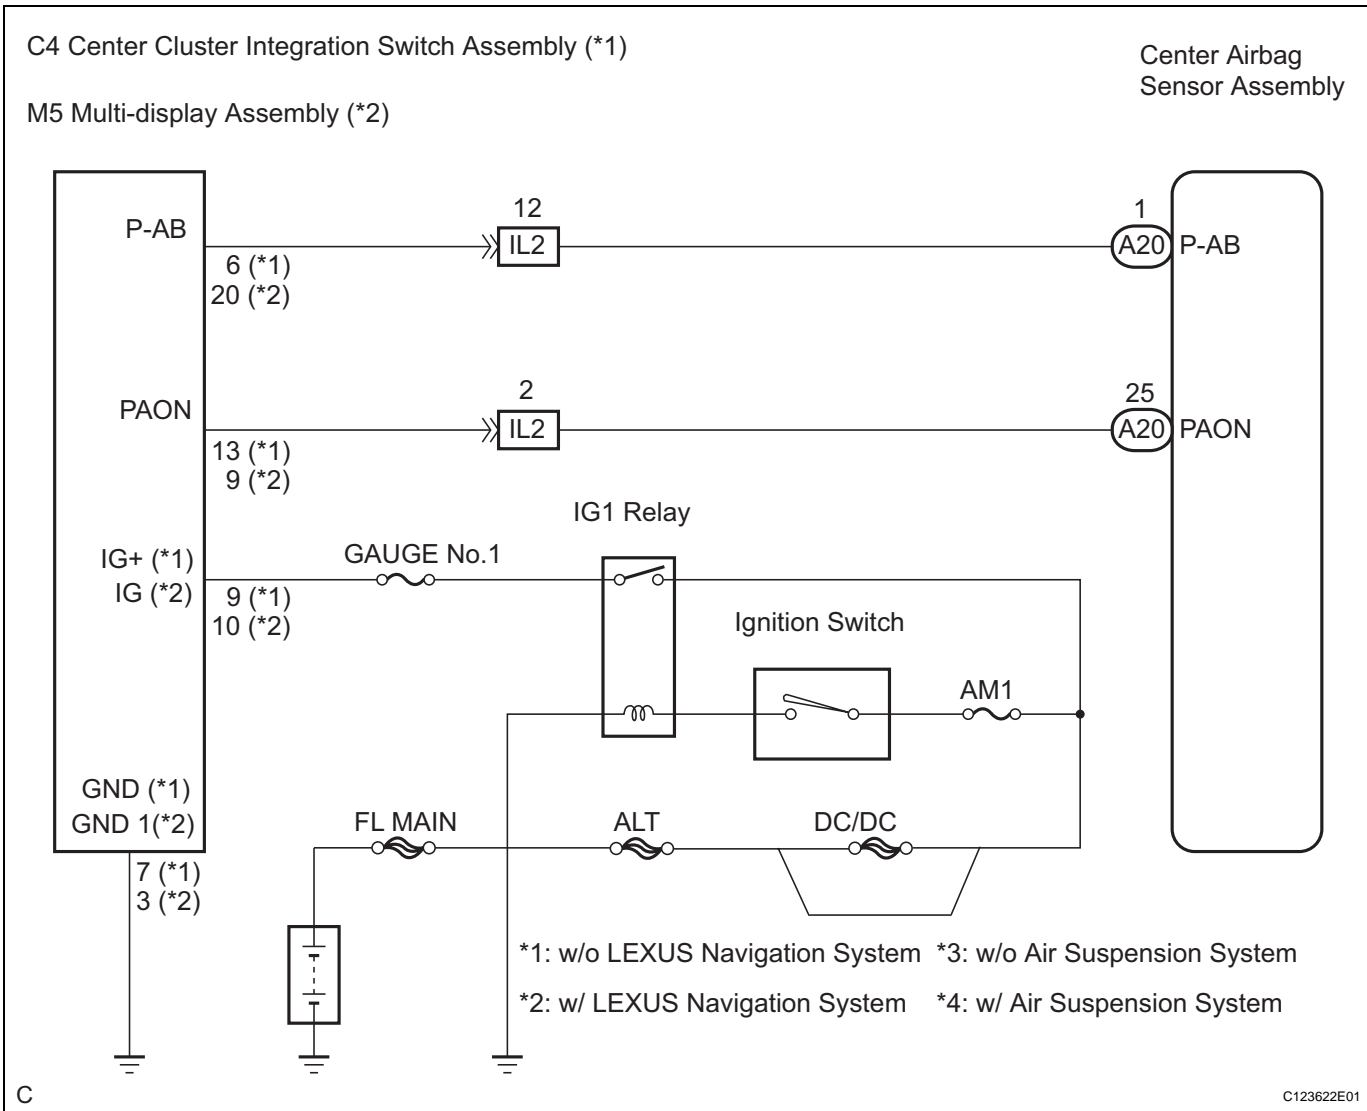 C4 Center Cluster Integration Switch Assembly (*1)
Center Airbag
Sensor Assembly
M5 Multi-display Assembly (*2)
P-AB
6 (*1)
20 (*2)
12
IL2
1
A20
P-AB
PAON
13 (*1)
9 (*2)
2
IL2
25
A20
PAON
IG1 Relay
IG+ (*1)
IG (*2)
9 (*1)
10 (*2)
GAUGE No.1
Ignition Switch
AM1
GND (*1)
GND 1(*2)
7 (*1)
3 (*2)
FL MAIN
ALT
DC/DC
*1: w/o LEXUS Navigation System
*3: w/o Air Suspension System
*2: w/ LEXUS Navigation System
*4: w/ Air Suspension System
C
C123622E01